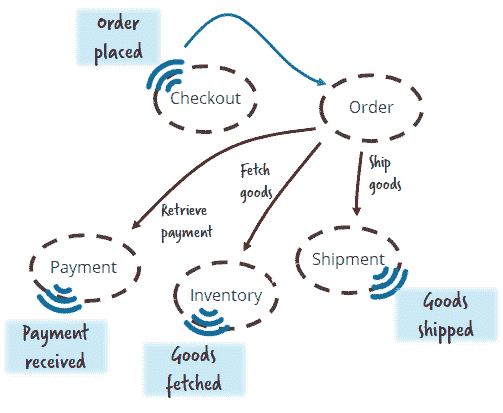 Order
placed
Checkout
Order
Fetch
goods
Ship
goods
Retrieve
payment
Payment
Inventory
Shipment
Payment
received
Goods
fetched
Goods
shipped